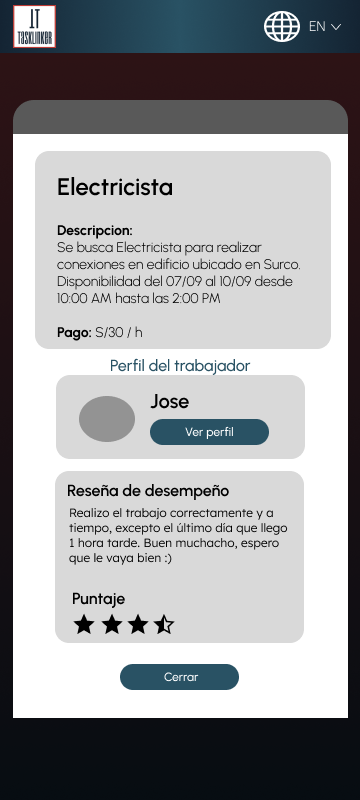 IT
TASKLINKER
EN
Electricista
Descripcion:
Se busca Electricista para realizar
conexiones en edificio ubicado en Surco.
Disponibilidad del 07/09 al 10/09 desde
10:00 AM hasta las 2:00 PM
Pago: S/30 / h
Perfil del trabajador
Jose
Ver perfil
Reseña de desempeño
Realizo el trabajo correctamente y a
tiempo, excepto el último día que llego
1 hora tarde. Buen muchacho, espero
que le vaya bien :)
Puntaje
Cerrar